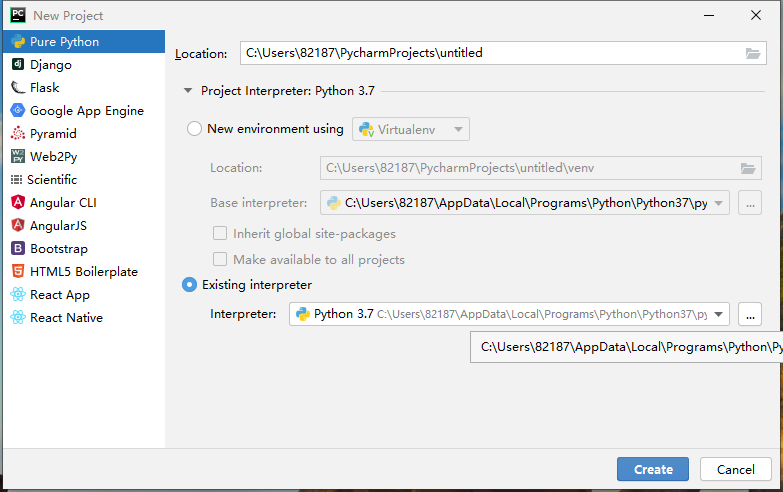 New Project
Pure Python
Django
Flask
Google App Engine
Pyramid
Web2Py
Scientific
Angular CLI
AngularJS
Bootstrap
HTML5 Boilerplate
React App
React Native
Location: C:\Users\82187\PycharmProjects\untitled
Project Interpreter: Python 3.7
New environment using Virtualenv
Location: C:\Users\82187\PycharmProjects\untitled\venv
Base interpreter: C:\Users\82187\AppData\Local\Programs\Python\Python37\py ...
Inherit global site-packages
Make available to all projects
Existing interpreter
Interpreter: Python 3.7 C:\Users\82187\AppData\Local\Programs\Python\Python37\py ...
C:\Users\82187\AppData\Local\Programs\Python\Py
Create Cancel